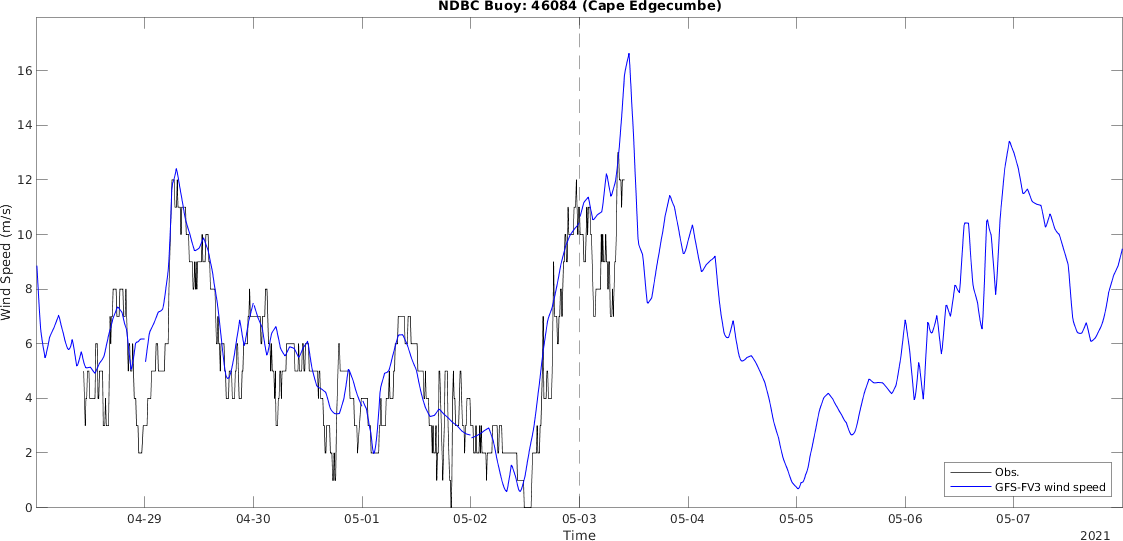 NDBC Buoy: 46084 (Cape Edgecumbe)
Wind Speed (m/s)
16
14
12
10
8
6
4
2
0
04-29 04-30 05-01 05-02 05-03 05-04 05-05 05-06 05-07
Time
2021
Obs.
GFS-FV3 wind speed